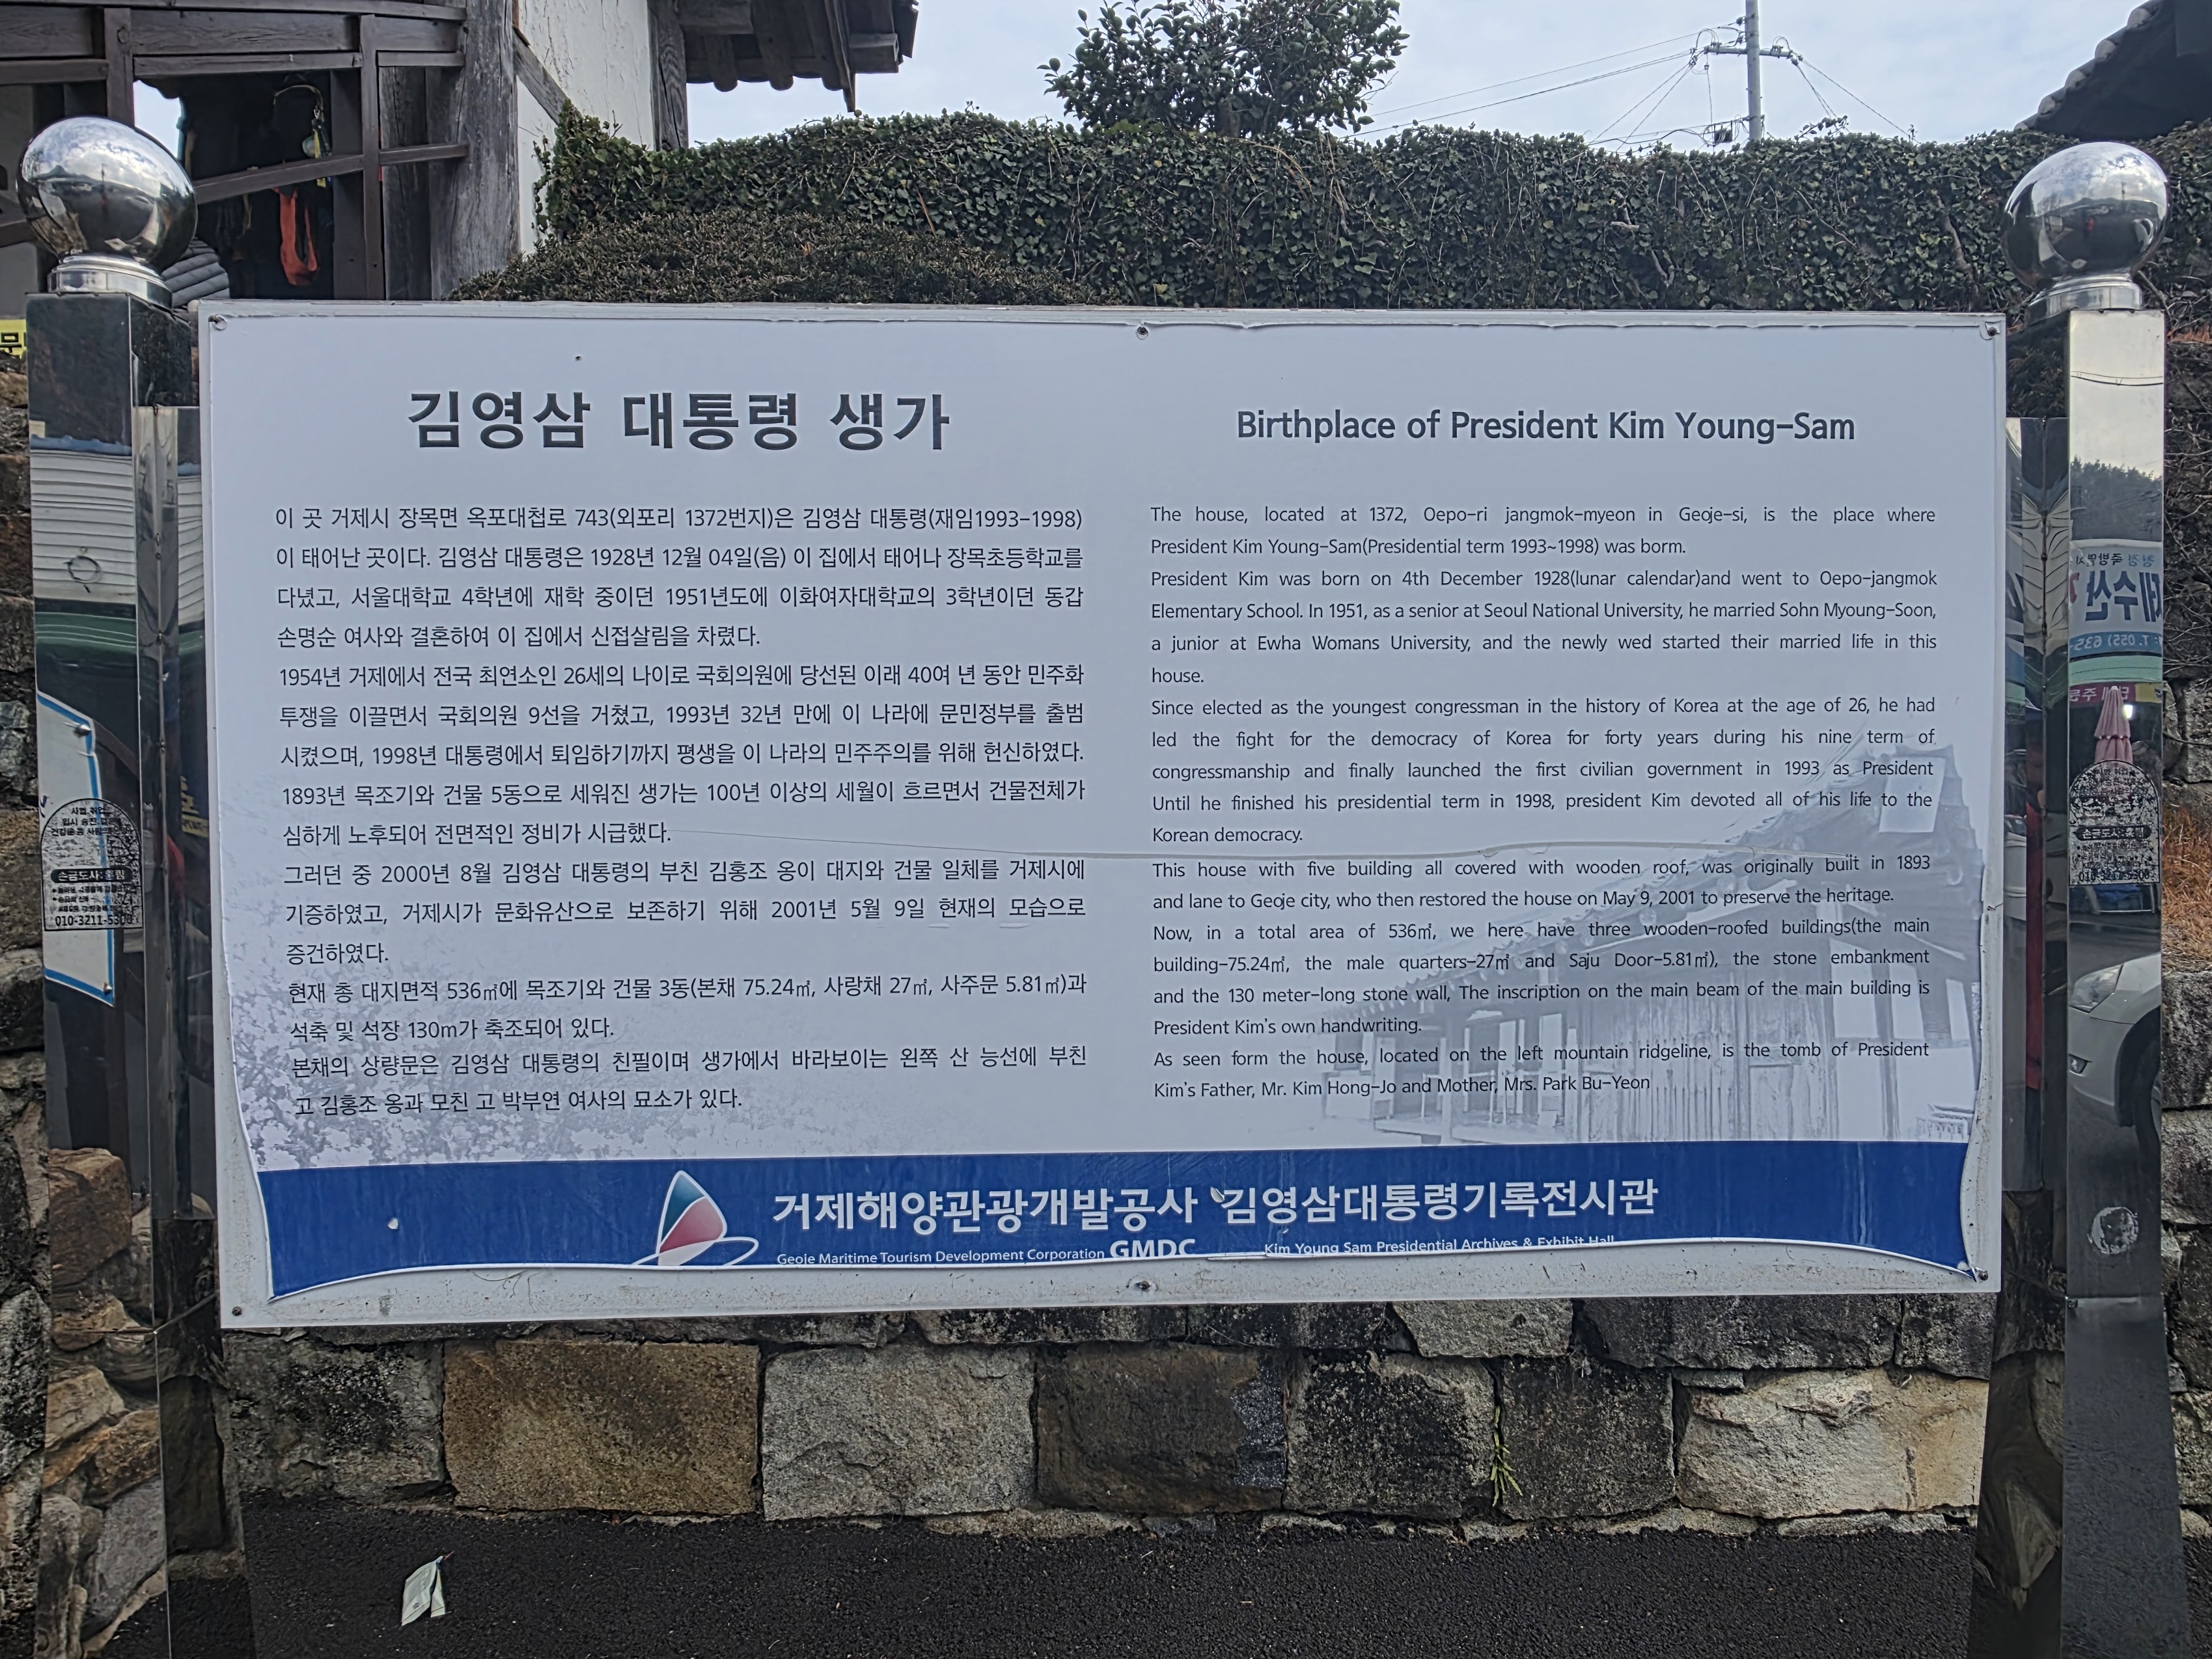 김영삼 대통령 생가
이 곳 거제시 장목면 옥포대첩로 743(외포리 1372번지)은 김영삼 대통령(재임1993-1998)
이 태어난 곳이다. 김영삼 대통령은 1928년 12월 04일(음) 이 집에서 태어나 장목초등학교를
다녔고, 서울대학교 4학년에 재학 중이던 1951년도에 이화여자대학교의 3학년이던 동갑
손명순 여사와 결혼하여 이 집에서 신접살림을 차렸다.
1954년 거제에서 전국 최연소인 26세의 나이로 국회의원에 당선된 이래 40여 년 동안 민주화
투쟁을 이끌면서 국회의원 9선을 거쳤고, 1993년 32년 만에 이 나라에 문민정부를 출범
시켰으며, 1998년 대통령에서 퇴임하기까지 평생을 이 나라의 민주주의를 위해 헌신하였다.
1893년 목조기와 건물 5동으로 세워진 생가는 100년 이상의 세월이 흐르면서 건물전체가
심하게 노후되어 전면적인 정비가 시급했다.
그러던 중 2000년 8월 김영삼 대통령의 부친 김홍조 옹이 대지와 건물 일체를 거제시에
기증하였고, 거제시가 문화유산으로 보존하기 위해 2001년 5월 9일 현재의 모습으로
증건하였다.
현재 총 대지면적 536㎡에 목조기와 건물 3동(본채 75.24㎡, 사랑채 27㎡, 사주문 5.81㎡)과
석축 및 석장 130m가 축조되어 있다.
본채의 상량문은 김영삼 대통령의 친필이며 생가에서 바라보이는 왼쪽 산 능선에 부친
고 김홍조 옹과 모친 고 박부연 여사의 묘소가 있다.
Birthplace of President Kim Young-Sam
The house, located at 1372, Oepo-ri jangmok-myeon in Geoje-si, is the place where
President Kim Young-Sam(Presidential term 1993~1998) was borm.
President Kim was born on 4th December 1928(lunar calendar)and went to Oepo-jangmok
Elementary School. In 1951, as a senior at Seoul National University, he married Sohn Myoung-Soon,
a junior at Ewha Womans University, and the newly wed started their married life in this
house.
Since elected as the youngest congressman in the history of Korea at the age of 26, he had
led the fight for the democracy of Korea for forty years during his nine term of
congressmanship and finally launched the first civilian government in 1993 as President
Until he finished his presidential term in 1998, president Kim devoted all of his life to the
Korean democracy.
This house with five building all covered with wooden roof, was originally built in 1893
and lane to Geoje city, who then restored the house on May 9, 2001 to preserve the heritage.
Now, in a total area of 536㎡, we here have three wooden-roofed buildings(the main
building-75.24㎡, the male quarters-27㎡ and Saju Door-5.81㎡), the stone embankment
and the 130 meter-long stone wall, The inscription on the main beam of the main building is
President Kim's own handwriting.
As seen form the house, located on the left mountain ridgeline, is the tomb of President
Kim's Father, Mr. Kim Hong-Jo and Mother, Mrs. Park Bu-Yeon
거제해양관광개발공사 김영삼대통령기록전시관
Geoje Maritime Tourism Development Corporation GMDC Kim Young Sam Presidential Archives & Exhibit Hall
010-3211-5308